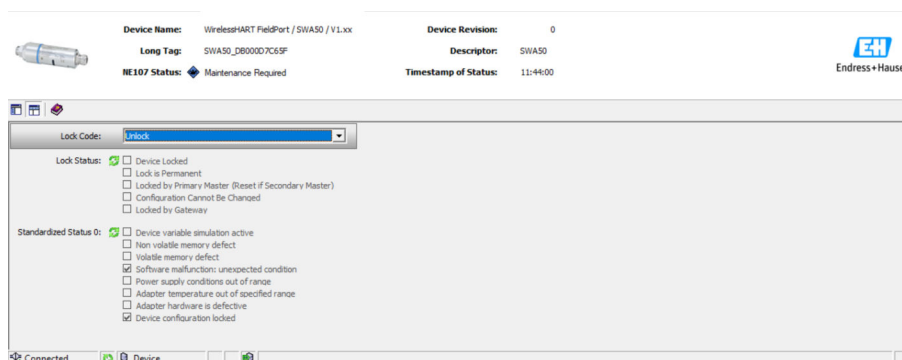 Device Name: WirelessHART FieldPort / SWA50 / V1.xx Device Revision: 0
Long Tag: SWA50_DB000D7C65F Descriptor: SWA50
NE107 Status: Maintenance Required Timestamp of Status: 11:44:00
EH
Endress+Hause
Lock Code: Unlock
Lock Status: Device Locked
Lock is Permanent
Locked by Primary Master (Reset if Secondary Master)
Configuration Cannot Be Changed
Locked by Gateway
Standardized Status 0: Device variable simulation active
Non volatile memory defect
Volatile memory defect
Software malfunction: unexpected condition
Power supply conditions out of range
Adapter temperature out of specified range
Adapter hardware is defective
Device configuration locked
Connected Device